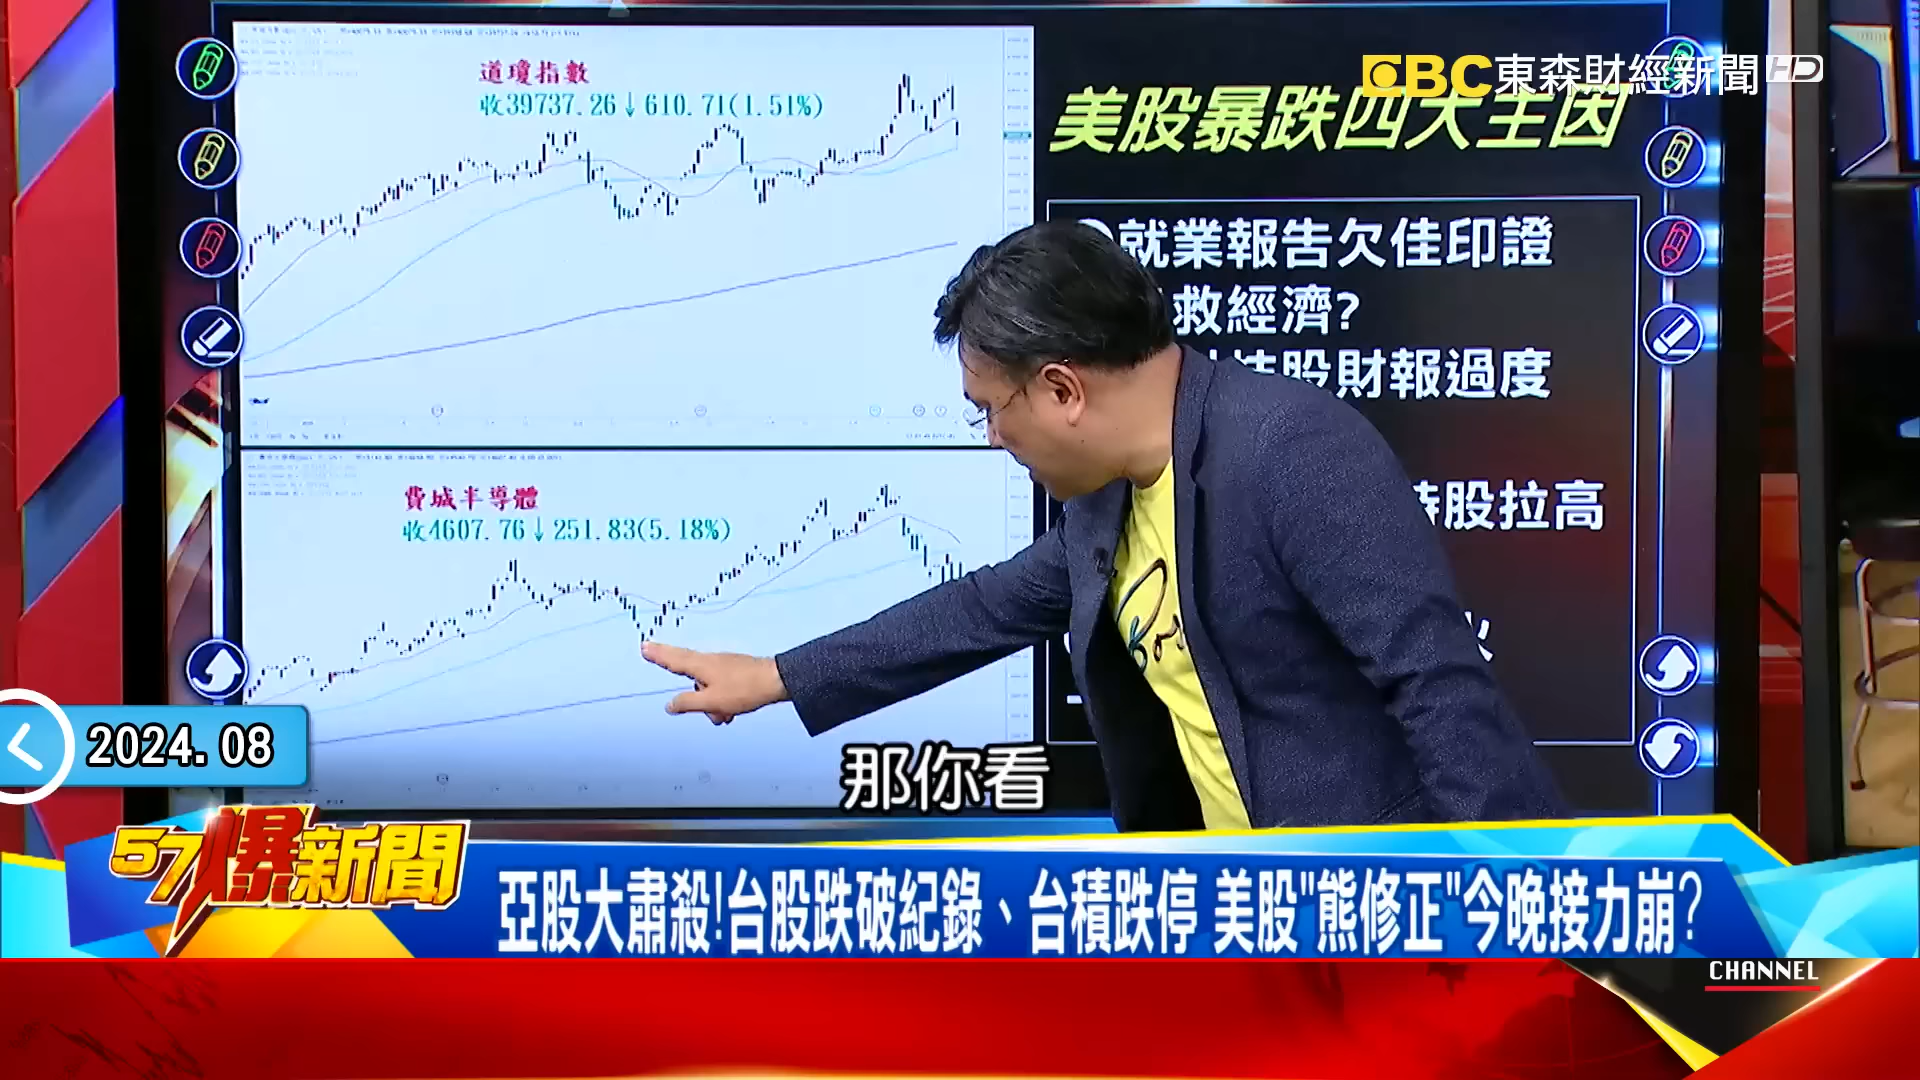 道瓊指數
收39737.26↓610.71(1.51%)
EBC東森財經新聞HD
美股暴跌四大主因
就業報告欠佳印證
救經濟?
持股財報過度
費城半導體
收4607.76↓251.83(5.18%)
持股拉高
火
2024.08
那你看
57爆新聞
亞股大肅殺!台股跌破紀錄、台積跌停 美股"熊修正"今晚接力崩?
CHANNEL